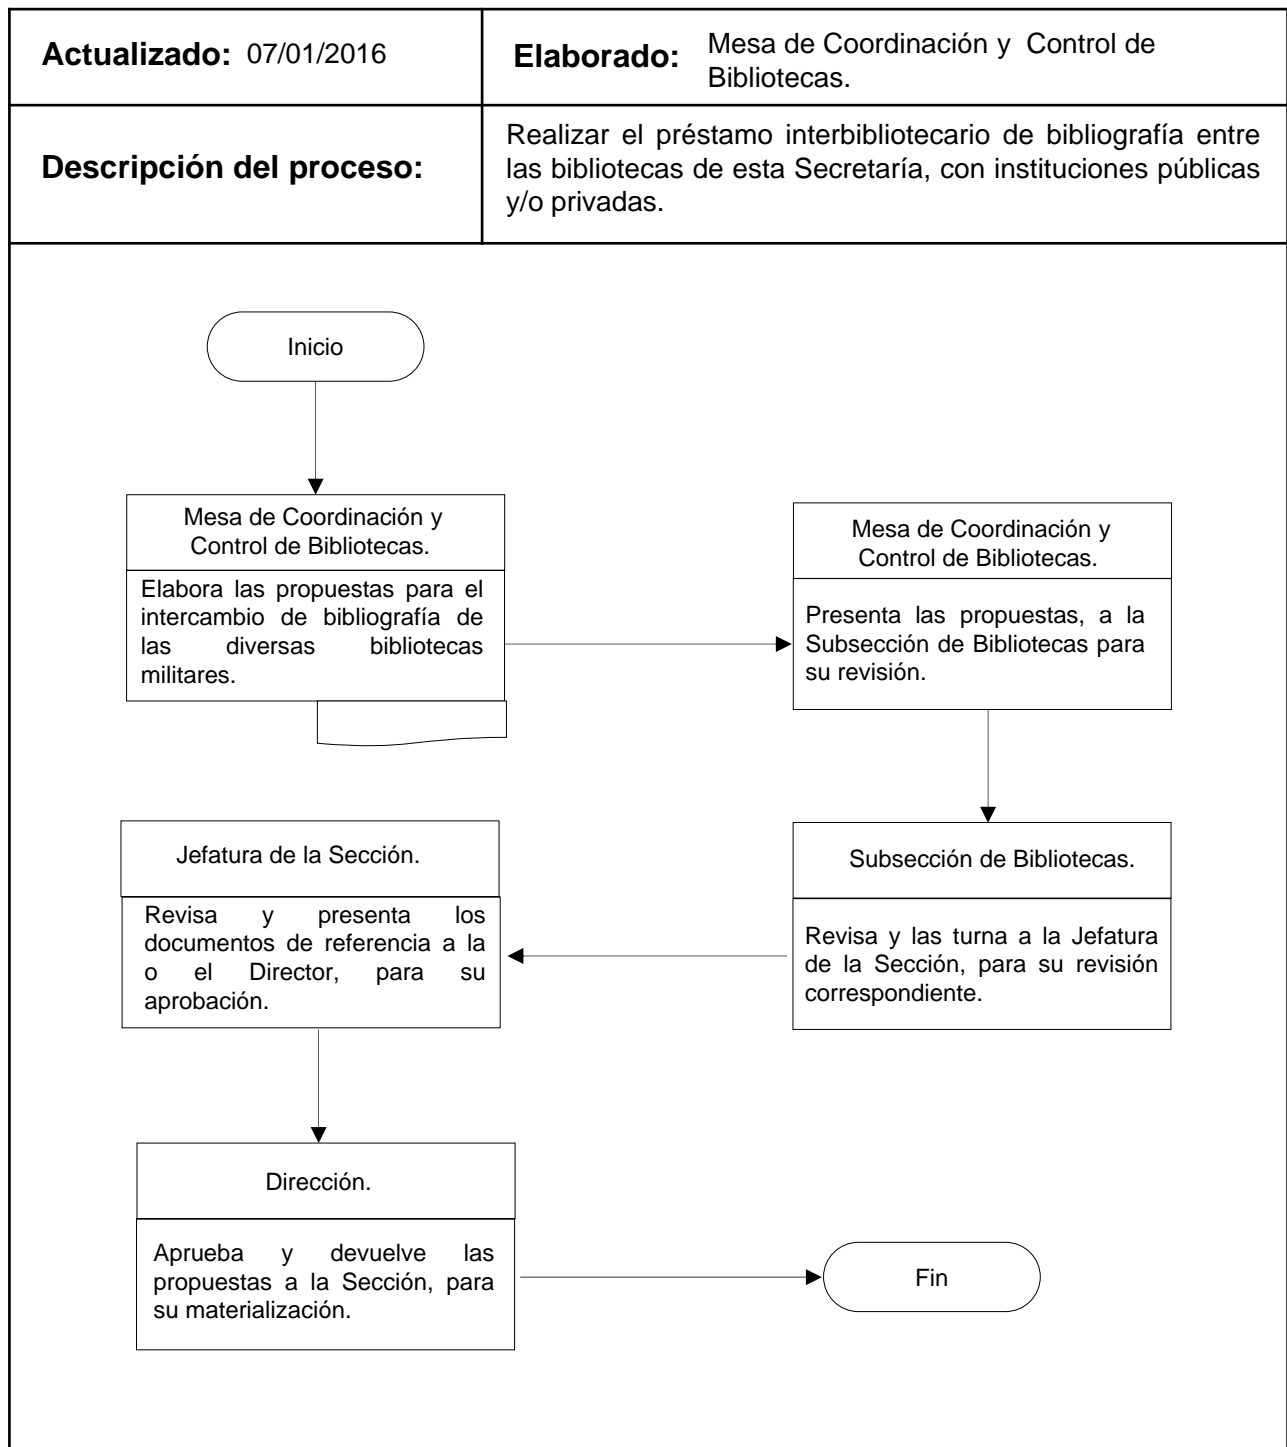 Actualizado: 07/01/2016
Elaborado: Mesa de Coordinación y Control de
Bibliotecas.
Descripción del proceso:
Realizar el préstamo interbibliotecario de bibliografía entre
las bibliotecas de esta Secretaría, con instituciones públicas
y/o privadas.
Inicio
Mesa de Coordinación y
Control de Bibliotecas.
Elabora las propuestas para el
intercambio de bibliografía de
las diversas bibliotecas
militares.
Mesa de Coordinación y
Control de Bibliotecas.
Presenta las propuestas, a la
Subsección de Bibliotecas para
su revisión.
Subsección de Bibliotecas.
Revisa y las turna a la Jefatura
de la Sección, para su revisión
correspondiente.
Jefatura de la Sección.
Revisa y presenta los
documentos de referencia a la
o el Director, para su
aprobación.
Dirección.
Aprueba y devuelve las
propuestas a la Sección, para
su materialización.
Fin